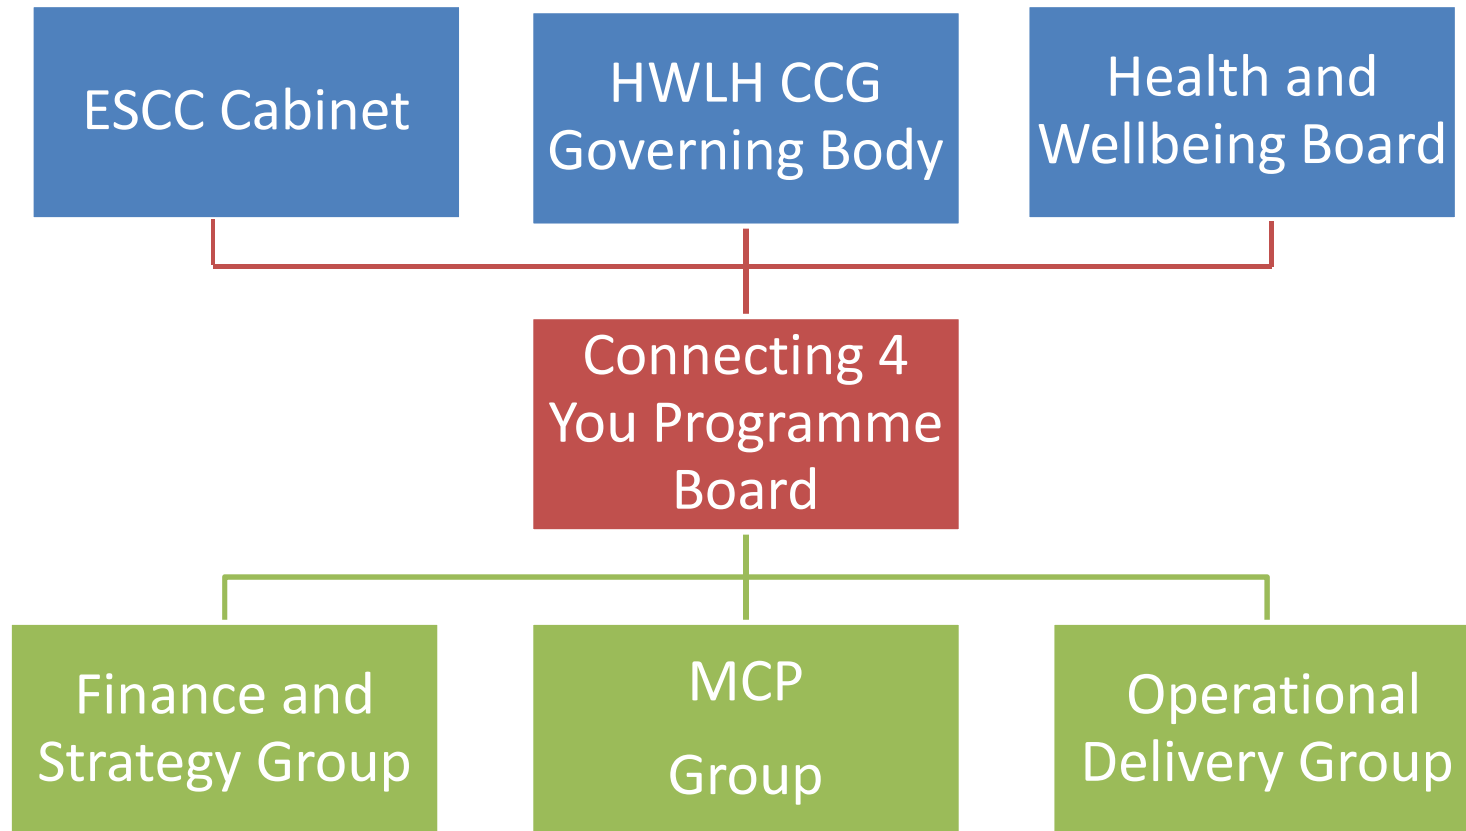 ESCC Cabinet
HWLH CCG
Governing Body
Health and
Wellbeing Board
Connecting 4
You Programme
Board
Finance and
Strategy Group
MCP
Group
Operational
Delivery Group